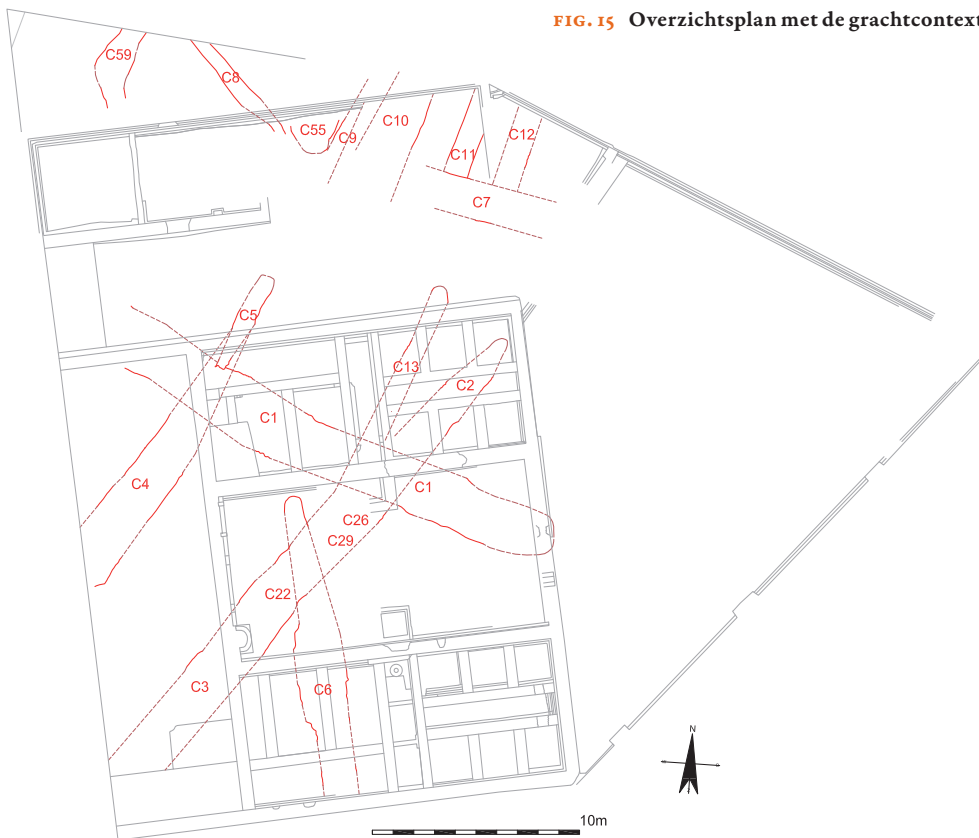 FIG. 15 Overzichtsplan met de grachtcontext
C59
C8
C55
C9
C10
C11
C12
C7
C5
C13
C2
C1
C4
C1
C26
C29
C22
C3
C6
N
10m